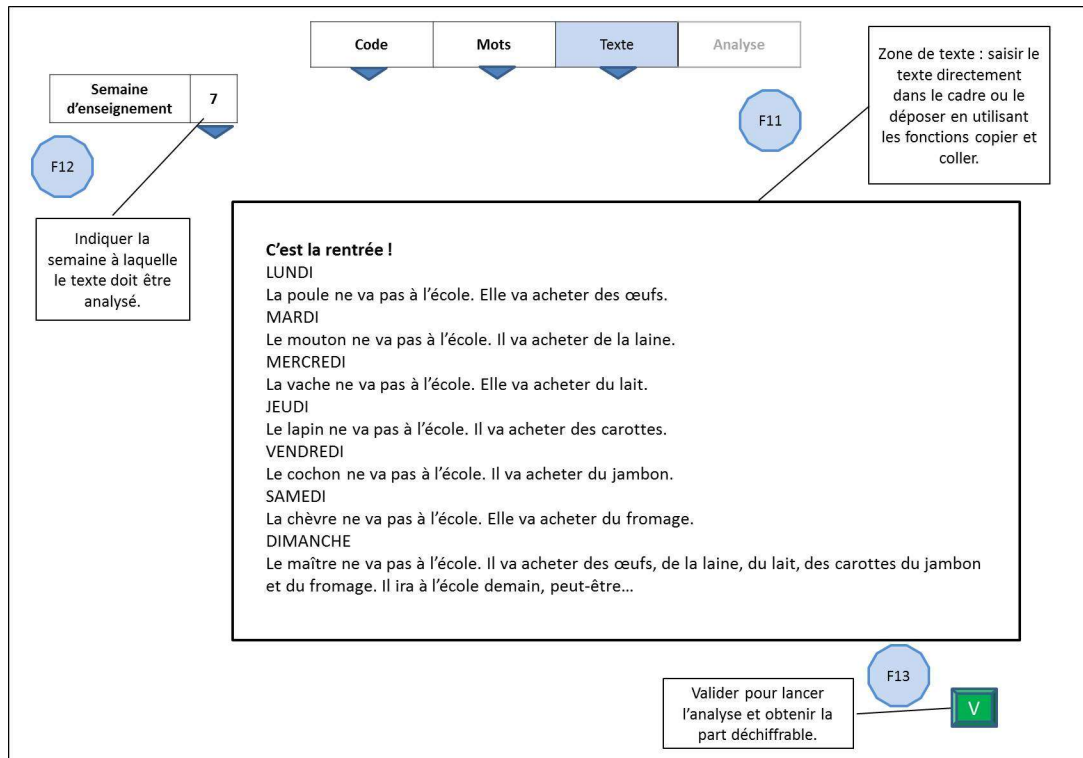 Code Mots Texte Analyse
Semaine
d'enseignement
7
F12
F11
Zone de texte : saisir le
texte directement
dans le cadre ou le
déposer en utilisant
les fonctions copier et
coller.
Indiquer la
semaine à laquelle
le texte doit être
analysé.
C'est la rentrée !
LUNDI
La poule ne va pas à l'école. Elle va acheter des œufs.
MARDI
Le mouton ne va pas à l'école. Il va acheter de la laine.
MERCREDI
La vache ne va pas à l'école. Elle va acheter du lait.
JEUDI
Le lapin ne va pas à l'école. Il va acheter des carottes.
VENDREDI
Le cochon ne va pas à l'école. Il va acheter du jambon.
SAMEDI
La chèvre ne va pas à l'école. Elle va acheter du fromage.
DIMANCHE
Le maître ne va pas à l'école. Il va acheter des œufs, de la laine, du lait, des carottes du jambon
et du fromage. Il ira à l'école demain, peut-être…
F13
Valider pour lancer
l'analyse et obtenir la
part déchiffrable.
V